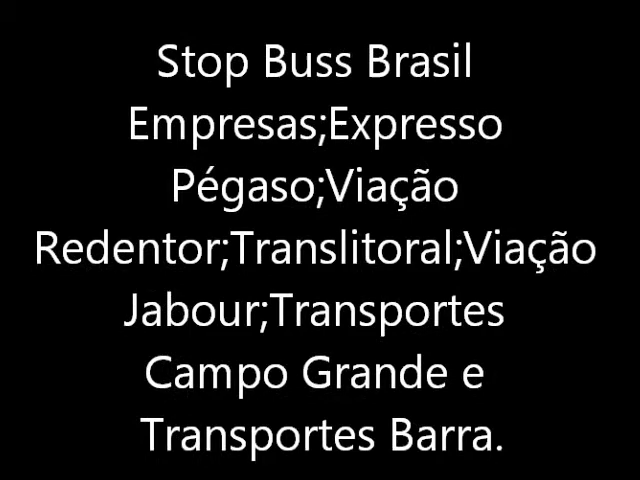 Stop Buss Brasil
Empresas;Expresso
Pégaso;Viação
Redentor;Translitoral;Viação
Jabour;Transportes
Campo Grande e
Transportes Barra.